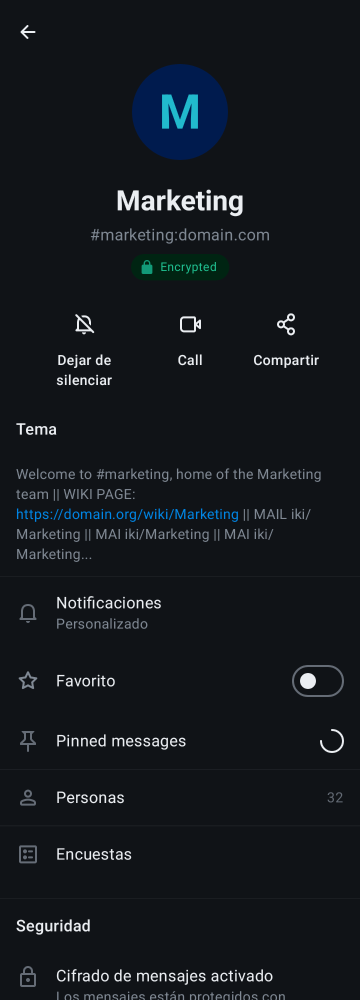 M
Marketing
#marketing:domain.com
Encrypted
Dejar de
silenciar
Call
Compartir
Tema
Welcome to #marketing, home of the Marketing
team || WIKI PAGE:
https://domain.org/wiki/Marketing || MAIL iki/
Marketing || MAI iki/Marketing || MAI iki/
Marketing...
Notificaciones
Personalizado
Favorito
Pinned messages
Personas 32
Encuestas
Seguridad
Cifrado de mensajes activado
Los mensajes están protegidos con